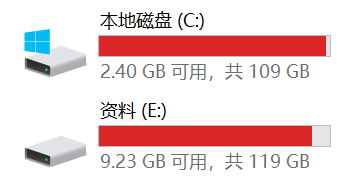 本地磁盘 (C:)
2.40 GB 可用，共 109 GB
资料 (E:)
9.23 GB 可用，共 119 GB